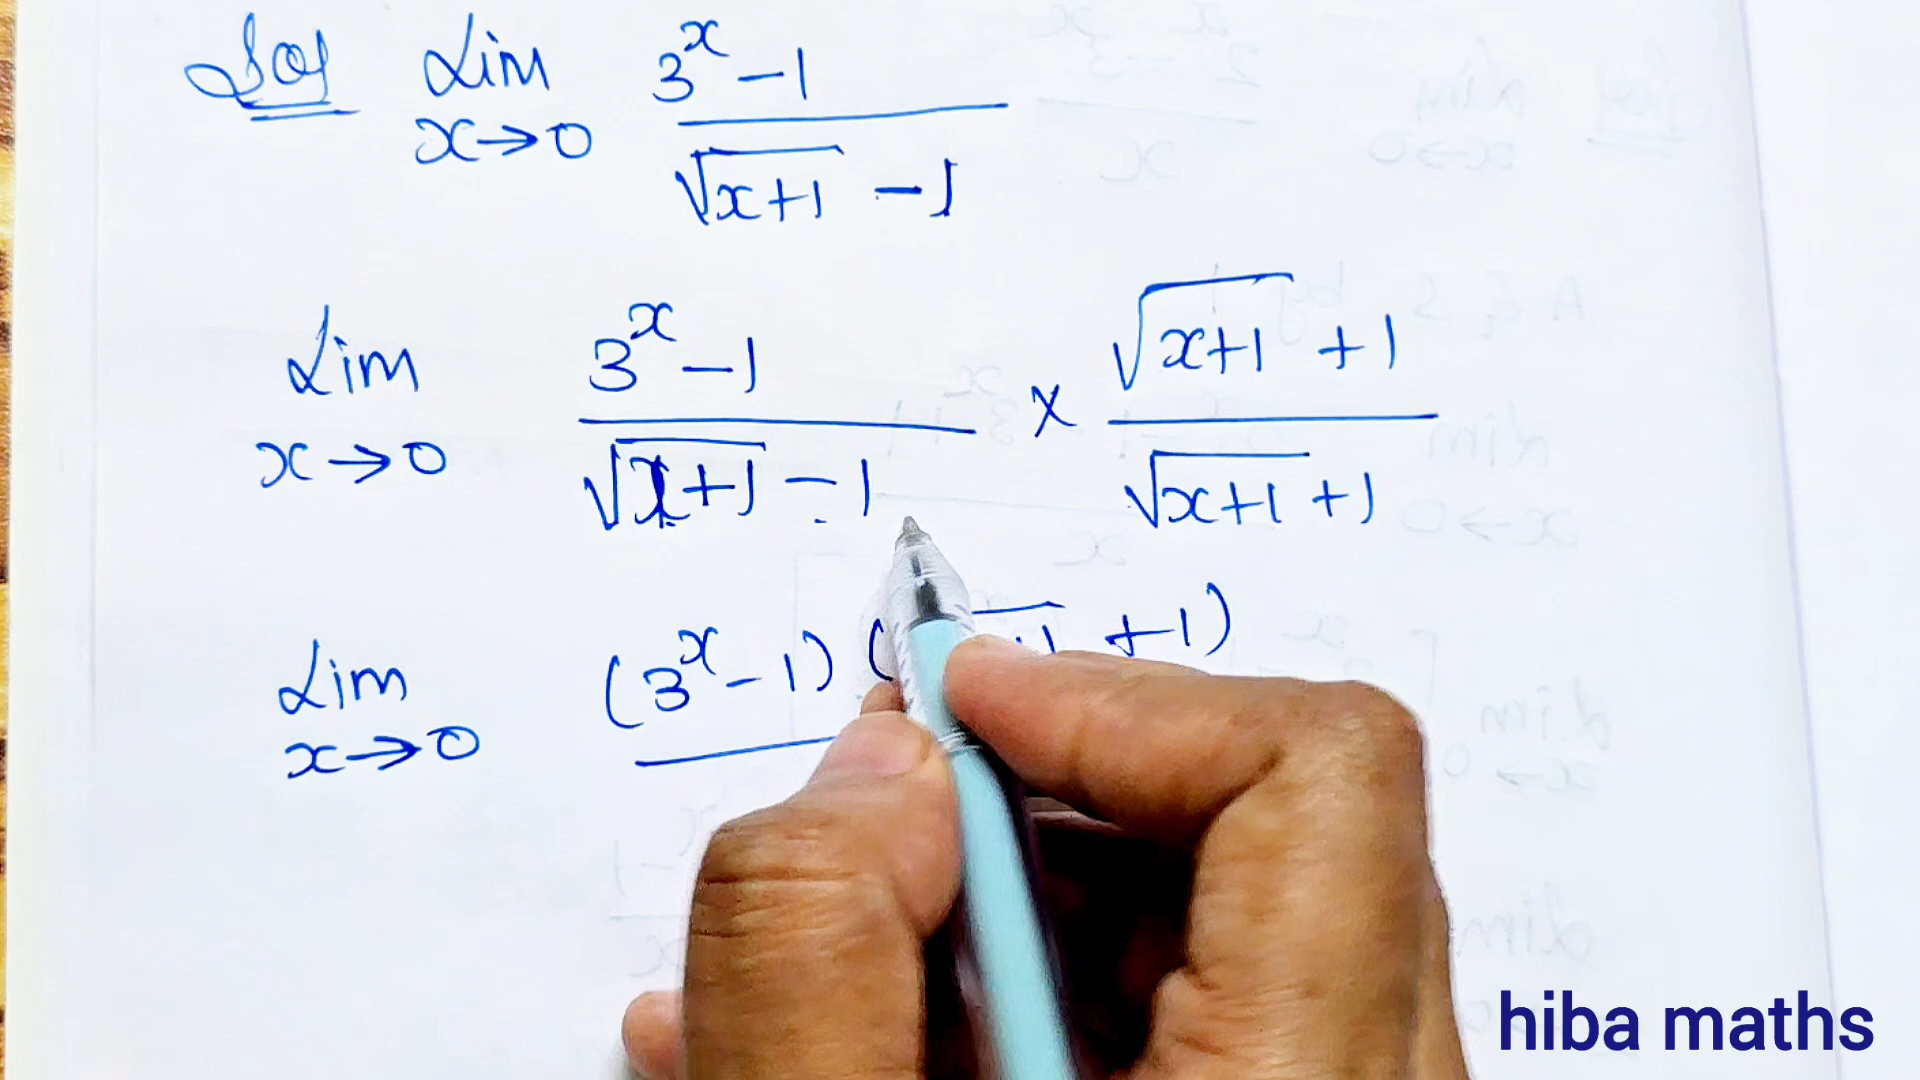 Sol Lim 3^x - 1
x→0 √x+1 - 1
Lim 3^x - 1 × √x+1 + 1
x→0 √x+1 - 1 √x+1 + 1
Lim (3^x - 1) ( + 1)
x→0
hiba maths